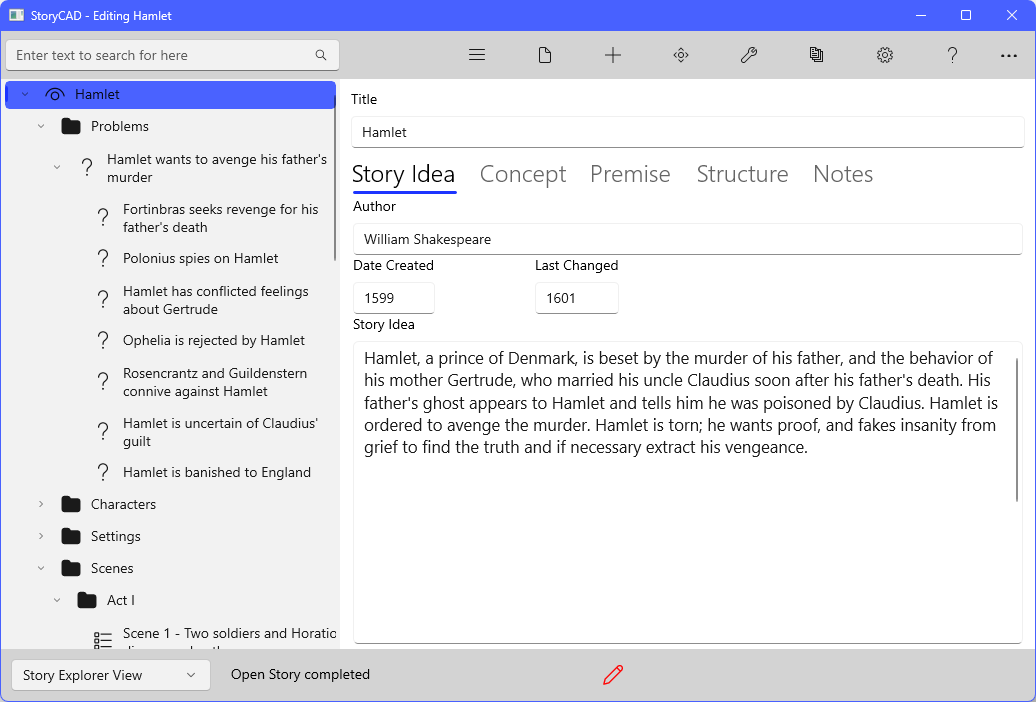 StoryCAD - Editing Hamlet
Enter text to search for here
Hamlet
Problems
Hamlet wants to avenge his father's
murder
Fortinbras seeks revenge for his
father's death
Polonius spies on Hamlet
Hamlet has conflicted feelings
about Gertrude
Ophelia is rejected by Hamlet
Rosencrantz and Guildenstern
connive against Hamlet
Hamlet is uncertain of Claudius'
guilt
Hamlet is banished to England
Characters
Settings
Scenes
Act I
Scene 1 - Two soldiers and Horatio
Title
Hamlet
Story Idea Concept Premise Structure Notes
Author
William Shakespeare
Date Created Last Changed
1599 1601
Story Idea
Hamlet, a prince of Denmark, is beset by the murder of his father, and the behavior of
his mother Gertrude, who married his uncle Claudius soon after his father's death. His
father's ghost appears to Hamlet and tells him he was poisoned by Claudius. Hamlet is
ordered to avenge the murder. Hamlet is torn; he wants proof, and fakes insanity from
grief to find the truth and if necessary extract his vengeance.
Story Explorer View
Open Story completed